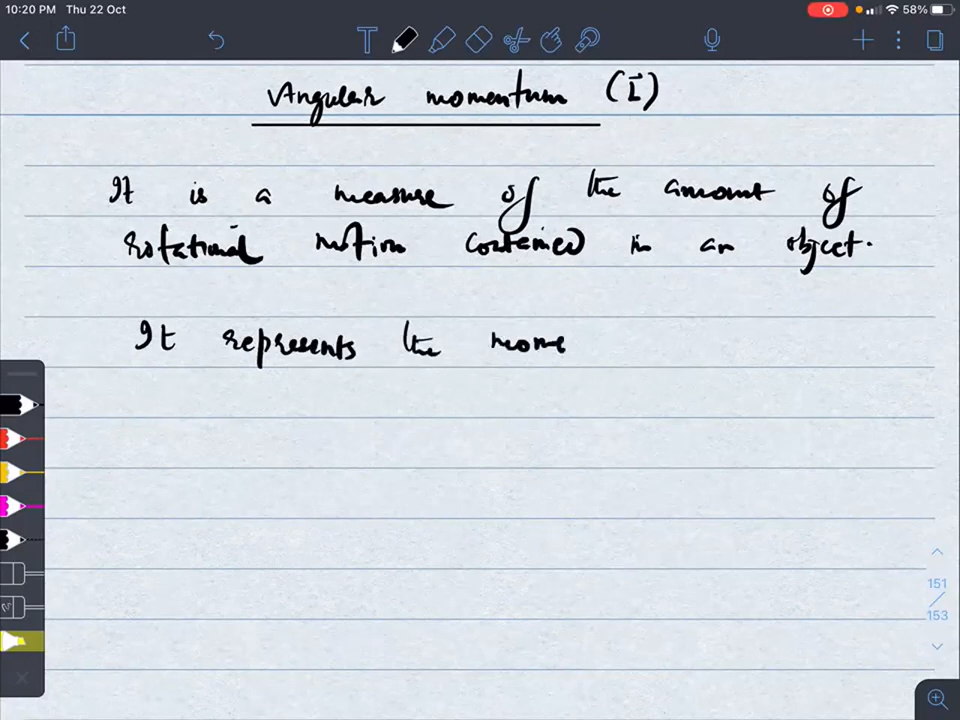 10:20 PM Thu 22 Oct 58%
T
Angular momentum (L)
It is a measure of the amount of
rotational motion contained in an object.
It represents the mome
151
/
153